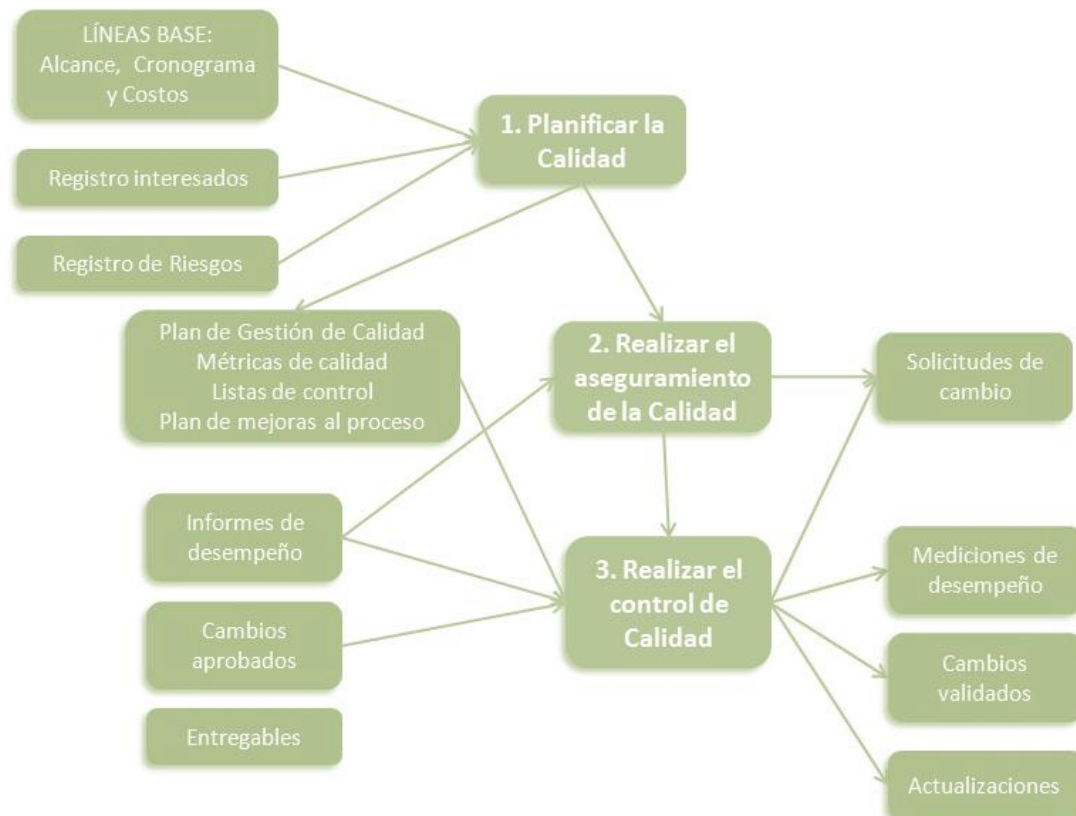 LÍNEAS BASE:
Alcance, Cronograma
y Costos
1. Planificar la
Calidad
Registro interesados
Registro de Riesgos
Plan de Gestión de Calidad
Métricas de calidad
Listas de control
Plan de mejoras al proceso
2. Realizar el
aseguramiento
de la Calidad
Solicitudes de
cambio
Informes de
desempeño
3. Realizar el
control de
Calidad
Mediciones de
desempeño
Cambios
aprobados
Cambios
validados
Entregables
Actualizaciones